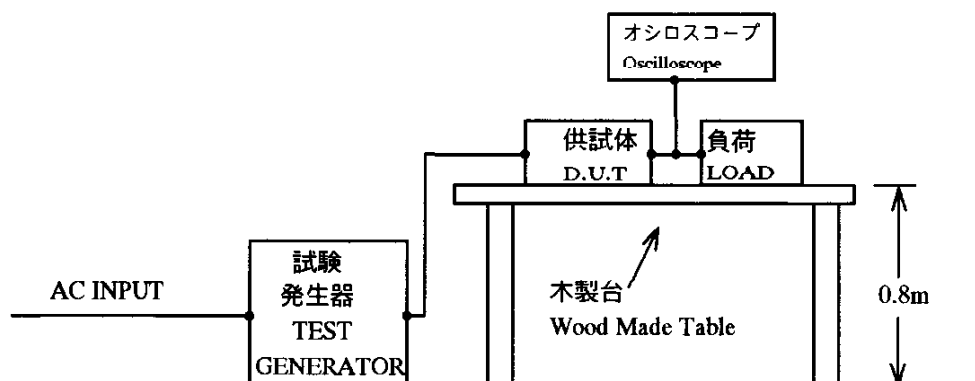 オシロスコープ
Oscilloscope
供試体
D.U.T
負荷
LOAD
試験
発生器
TEST
GENERATOR
AC INPUT
木製台
Wood Made Table
0.8m